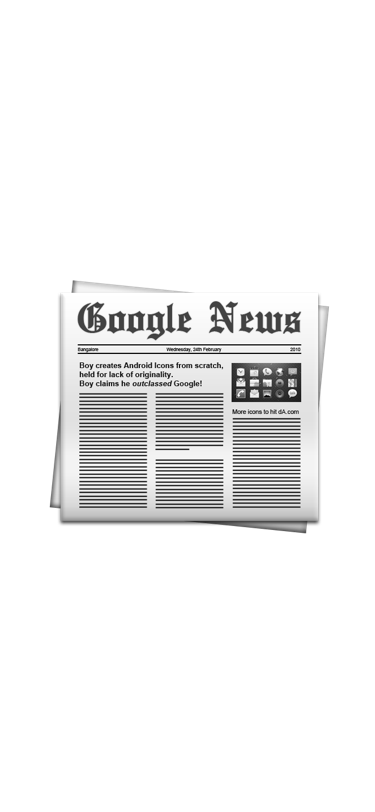 Google News
Bangalore Wednesday, 24th February 2010
Boy creates Android Icons from scratch,
held for lack of originality.
Boy claims he outclassed Google!
More icons to hit dA.com